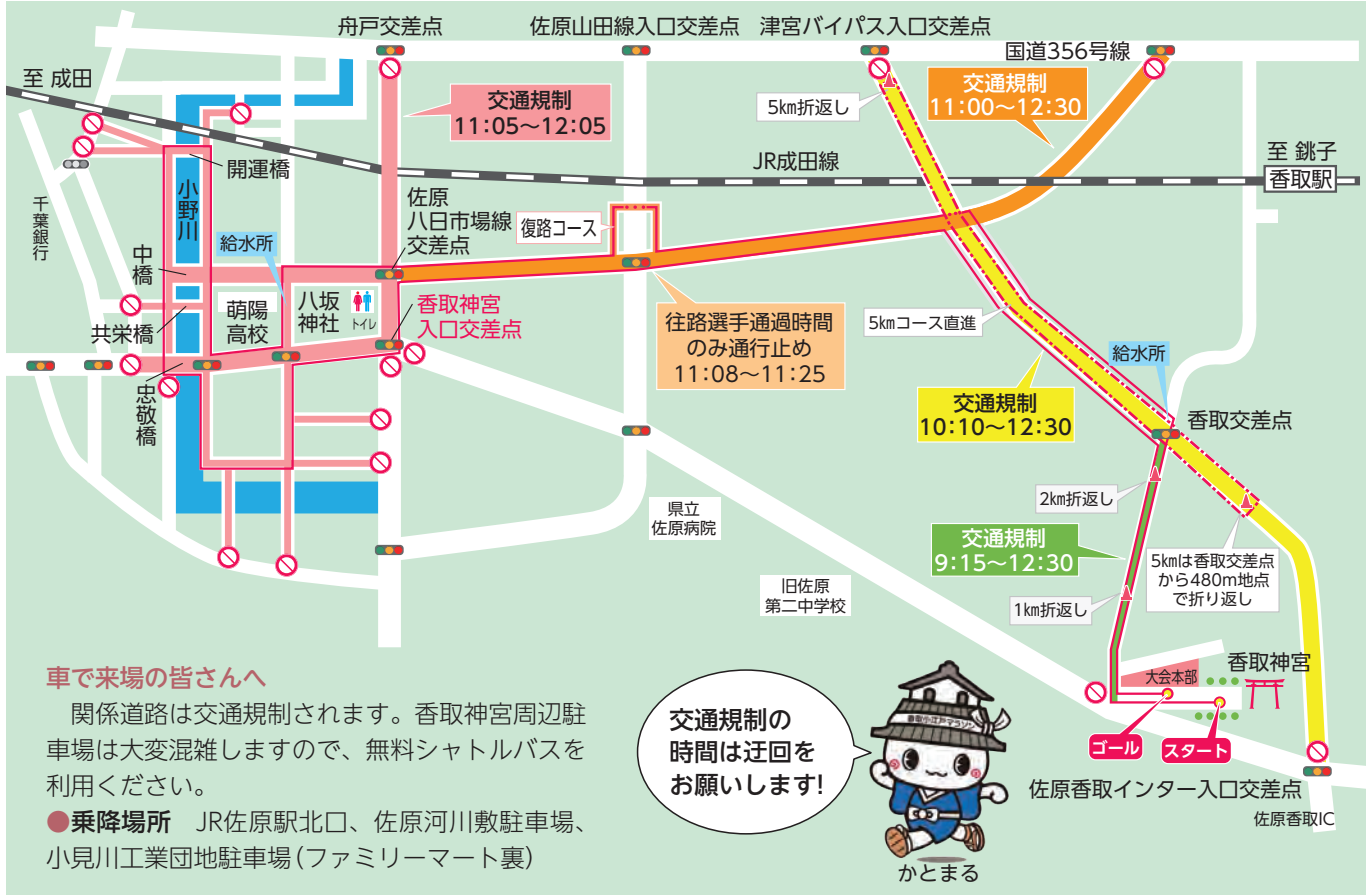 舟戸交差点
佐原山田線入口交差点
津宮バイパス入口交差点
国道356号線
至 成田
交通規制
11:05〜12:05
5km折返し
交通規制
11:00〜12:30
開運橋
JR成田線
至 銚子
香取駅
小野川
千葉銀行
佐原
八日市場線
交差点
復路コース
給水所
中橋
萌陽
高校
八坂
神社
トイレ
香取神宮
入口交差点
共栄橋
忠敬橋
往路選手通過時間
のみ通行止め
11:08〜11:25
5kmコース直進
給水所
交通規制
10:10〜12:30
香取交差点
2km折返し
県立
佐原病院
交通規制
9:15〜12:30
5kmは香取交差点
から480m地点
で折り返し
旧佐原
第二中学校
1km折返し
大会本部
香取神宮
ゴール
スタート
佐原香取インター入口交差点
佐原香取IC
車で来場の皆さんへ
関係道路は交通規制されます。香取神宮周辺駐
車場は大変混雑しますので、無料シャトルバスを
利用ください。
●乗降場所 JR佐原駅北口、佐原河川敷駐車場、
小見川工業団地駐車場(ファミリーマート裏)
交通規制の
時間は迂回を
お願いします!
香取小江戸マラソン
かとまる